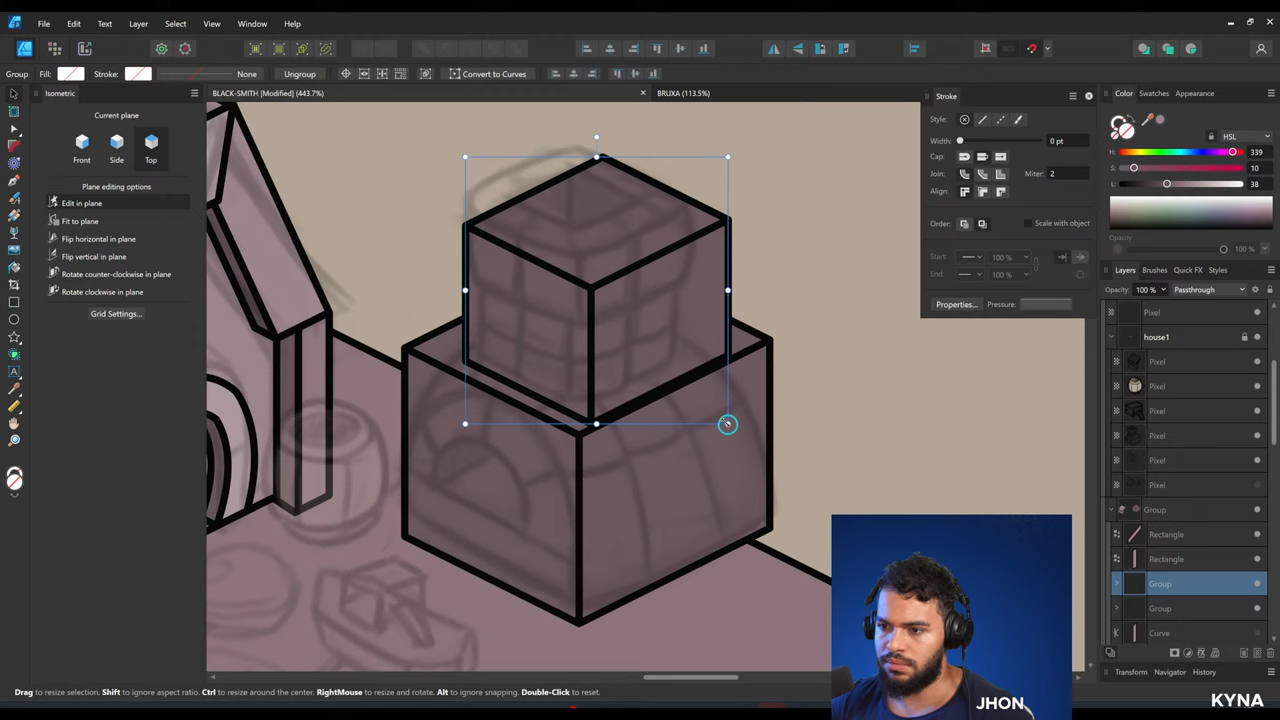 File Edit Text Layer Select View Window Help
Group Fill: Stroke: None Ungroup Convert to Curves
Isometric
BLACK-SMITH [Modified] (443.7%)
BRUXA (113.5%)
Current plane
Front Side Top
Plane editing options
Edit in plane
Fit to plane
Flip horizontal in plane
Flip vertical in plane
Rotate counter-clockwise in plane
Rotate clockwise in plane
Grid Settings...
Stroke
Style:
Width: 0 pt
Cap:
Join: Miter: 2
Align:
Order: Scale with object
Start: 100 %
End: 100 %
Properties... Pressure:
Color Swatches Appearance
HSL
H: 339
S: 10
L: 38
Opacity
100 %
Layers Brushes Quick FX Styles
Opacity: 100 % Passthrough
Pixel
house1
Pixel
Pixel
Pixel
Pixel
Pixel
Pixel
Group
Rectangle
Rectangle
Group
Group
Curve
Transform Navigator History
Drag to resize selection. Shift to ignore aspect ratio. Ctrl to resize around the center. RightMouse to resize and rotate. Alt to ignore snapping. Double-Click to reset.
JHON
KYNA